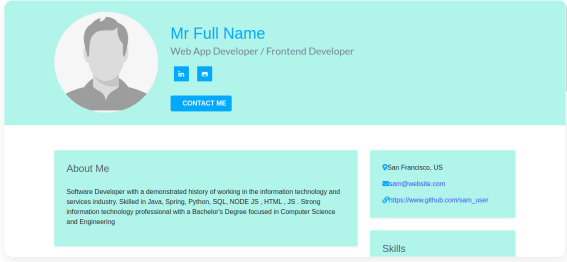 Mr Full Name
Web App Developer / Frontend Developer
in
CONTACT ME
About Me
Software Developer with a demonstrated history of working in the information technology and
services industry. Skilled in Java, Spring, Python, SQL, NODE JS , HTML , JS . Strong
information technology professional with a Bachelor's Degree focused in Computer Science
and Engineering
San Francisco, US
sam@website.com
https://www.github.com/sam_user
Skills